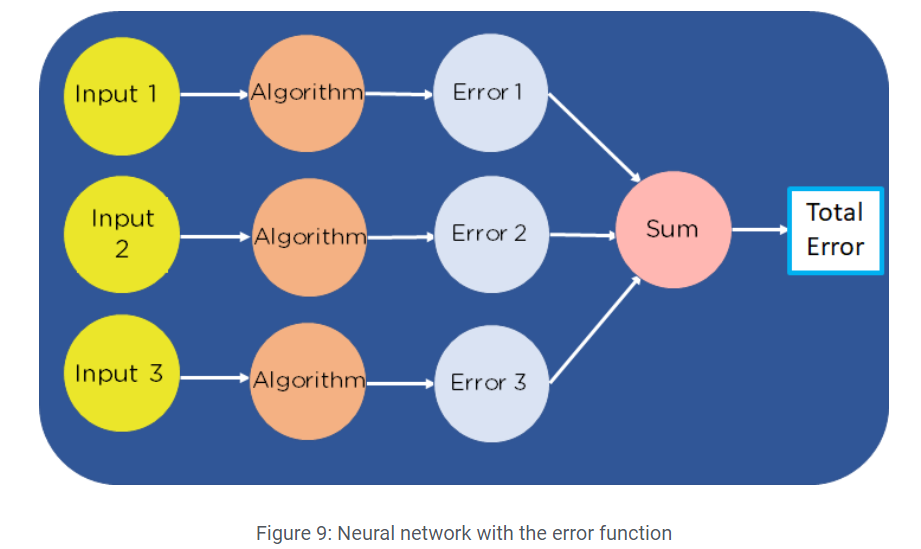 Input 1
Algorithm
Error 1
Input
2
Algorithm
Error 2
Sum
Total
Error
Input 3
Algorithm
Error 3
Figure 9: Neural network with the error function